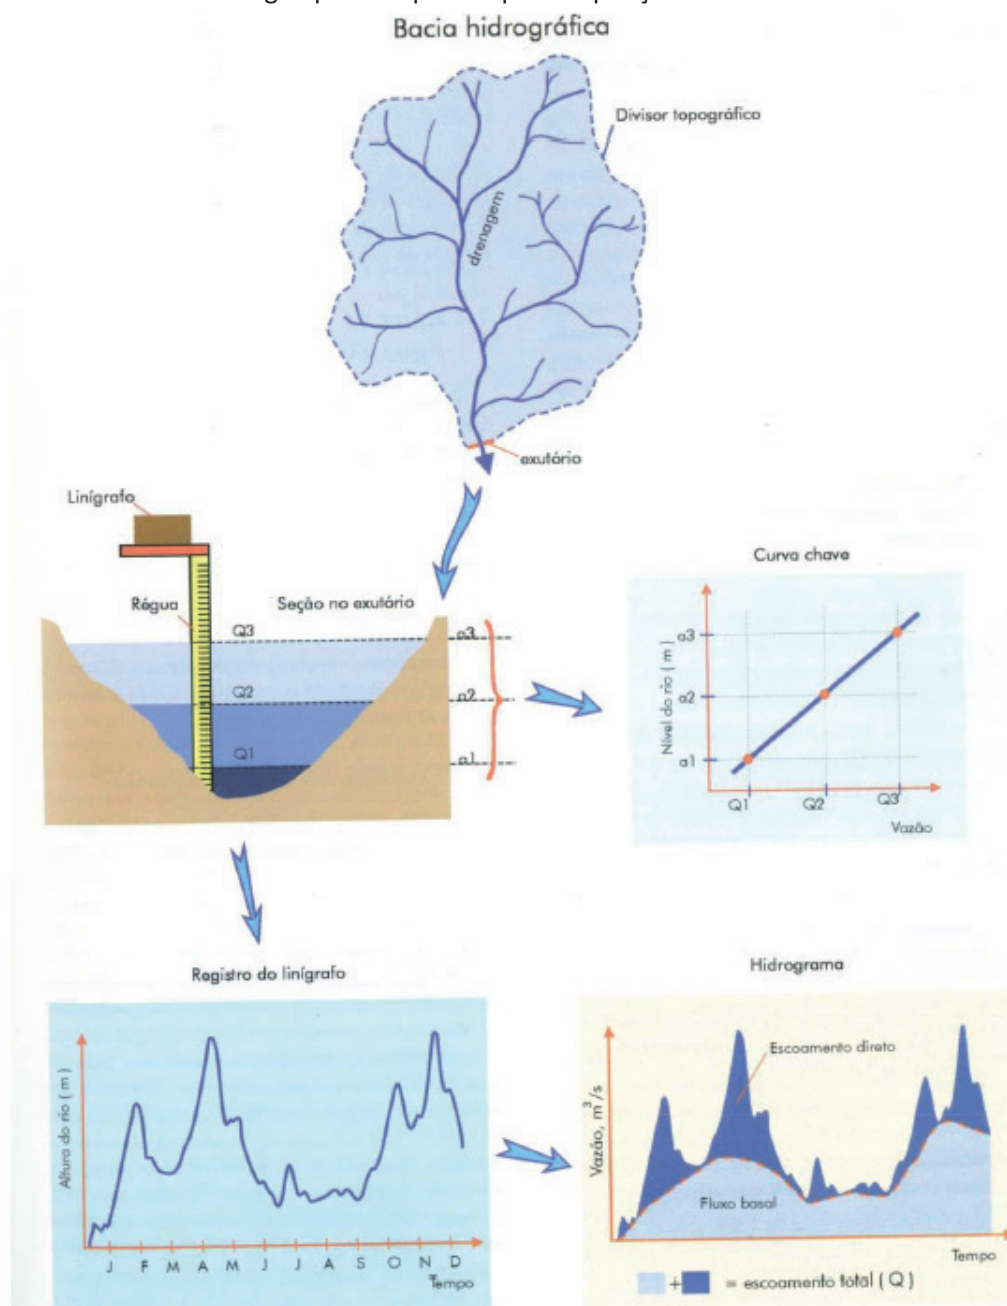 Bacia hidrográfica
Divisor topográfico
drenagem
exutório
Linígrafo
Régua
Seção no exutório
Q3
Q2
Q1
a3
a2
a1
Curva chave
Nível do rio ( m )
a3
a2
a1
Q1
Q2
Q3
Vazão
Registro do linígrafo
Altura do rio ( m )
J F M A M J J A S O N D
Tempo
Hidrograma
Vazão, m³/s
Escoamento direto
Fluxo basal
Tempo
+ = escoamento total ( Q )